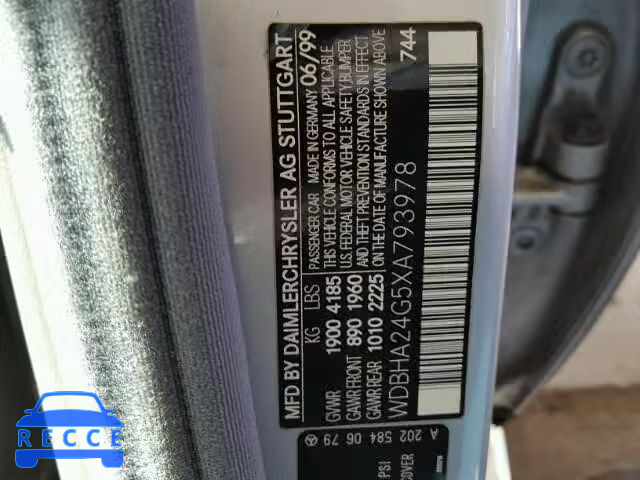 MFD BY DAIMLERCHRYSLER AG STUTTGART
KG LBS PASSENGER CAR MADE IN GERMANY 06/99
GVWR 1900 4185 THIS VEHICLE CONFORMS TO ALL APPLICABLE
GAWR FRONT 890 1960 U.S. FEDERAL MOTOR VEHICLE SAFETY BUMPER
GAWR REAR 1010 2225 AND THEFT PREVENTION STANDARDS IN EFFECT
ON THE DATE OF MANUFACTURE SHOWN ABOVE
WDBHA24G5XA793978 744
A 202 584 06 79
PSI
COVER
RECCE